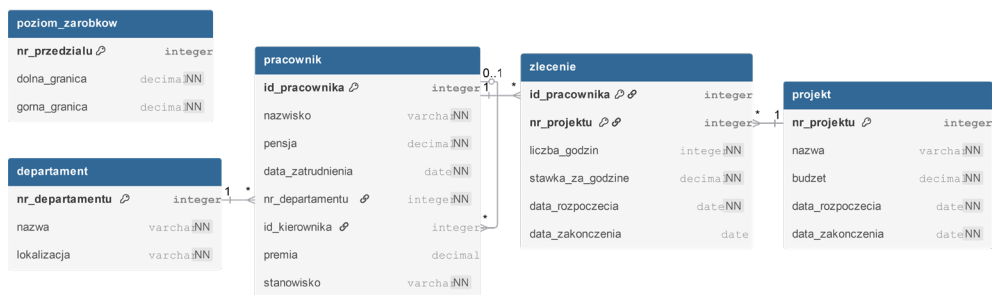 poziom_zarobkow
nr_przedzialu integer
dolna_granica decimal NN
gorna_granica decimal NN
departament
nr_departamentu integer
nazwa varchar NN
lokalizacja varchar NN
1 *
pracownik
id_pracownika integer
nazwisko varchar NN
pensja decimal NN
data_zatrudnienia date NN
nr_departamentu integer NN
id_kierownika integer
premia decimal
stanowisko varchar NN
0..1
1 *
*
zlecenie
id_pracownika integer
nr_projektu integer
liczba_godzin integer NN
stawka_za_godzine decimal NN
data_rozpoczecia date NN
data_zakonczenia date
* 1
projekt
nr_projektu integer
nazwa varchar NN
budzet decimal NN
data_rozpoczecia date NN
data_zakonczenia date NN